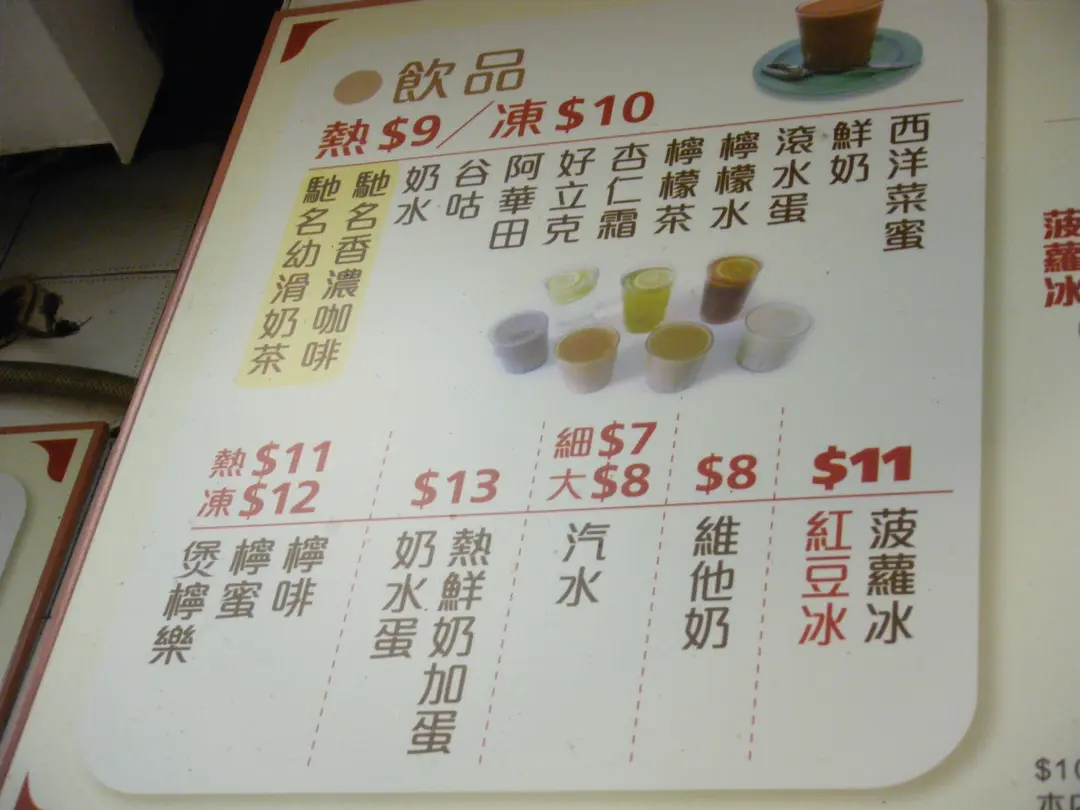 飲品
熱$9/凍$10
西洋菜蜜
鮮奶
滾水蛋
檸檬水
檸檬茶
杏仁霜
好立克
阿華田
谷咕
奶水
馳名香濃咖啡
馳名幼滑奶茶
熱$11
凍$12
檸啡
檸蜜
煲檸樂
$13
熱鮮奶加蛋
奶水蛋
細$7
大$8
汽水
$8
維他奶
$11
菠蘿冰
紅豆冰
菠蘿冰